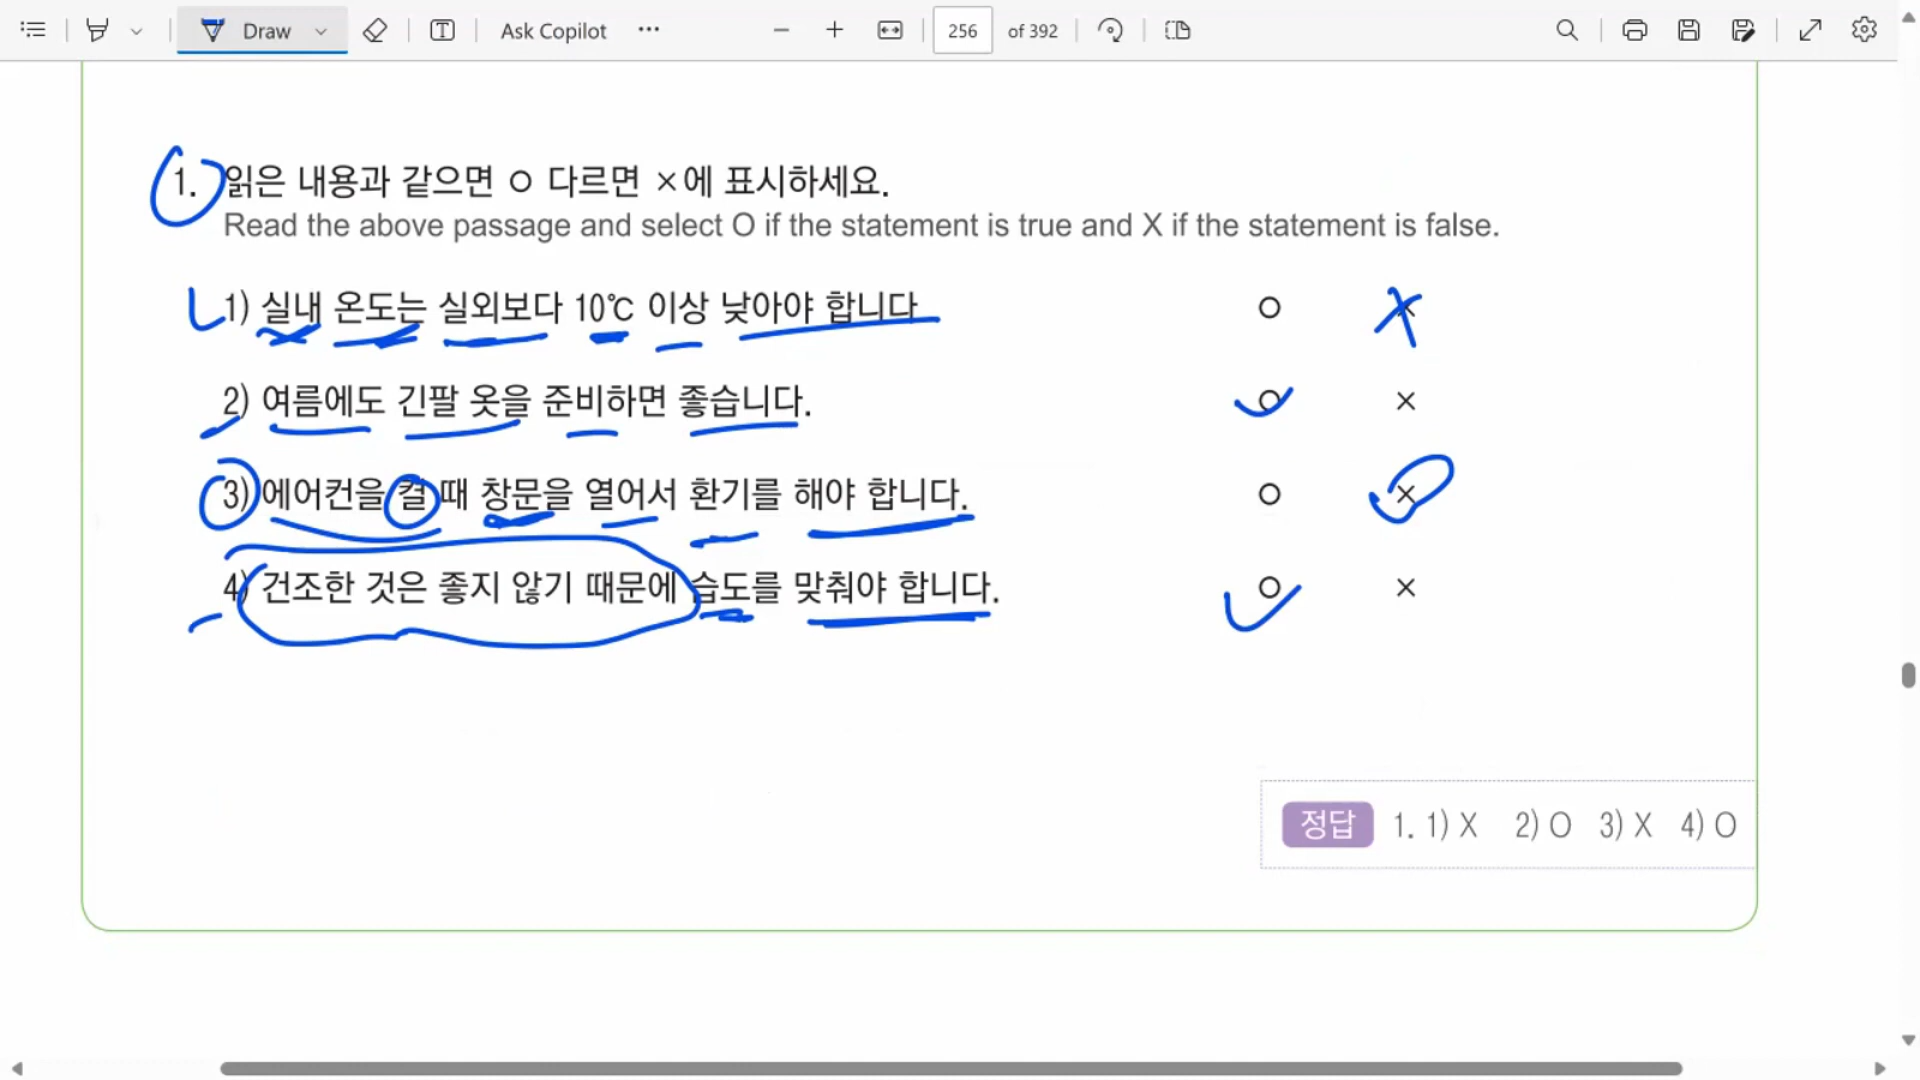 Draw
Ask Copilot
256 of 392
1. 읽은 내용과 같으면 ○ 다르면 ×에 표시하세요.
Read the above passage and select O if the statement is true and X if the statement is false.
1) 실내 온도는 실외보다 10℃ 이상 낮아야 합니다. ○ ×
2) 여름에도 긴팔 옷을 준비하면 좋습니다. ○ ×
3) 에어컨을 켤 때 창문을 열어서 환기를 해야 합니다. ○ ×
4) 건조한 것은 좋지 않기 때문에 습도를 맞춰야 합니다. ○ ×
정답 1. 1) X 2) O 3) X 4) O